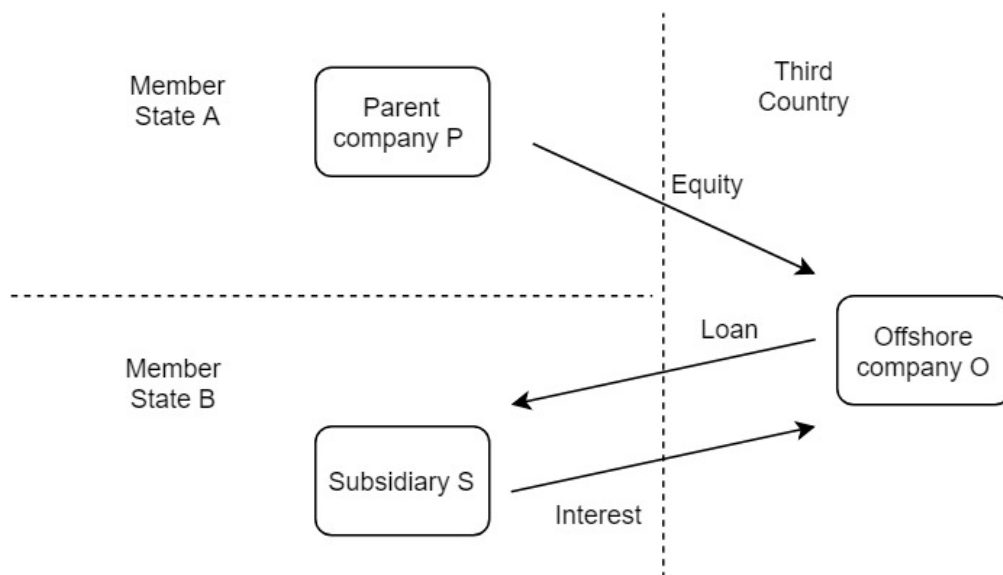 Member
State A
Parent
company P
Third
Country
Equity
Member
State B
Loan
Offshore
company O
Subsidiary S
Interest